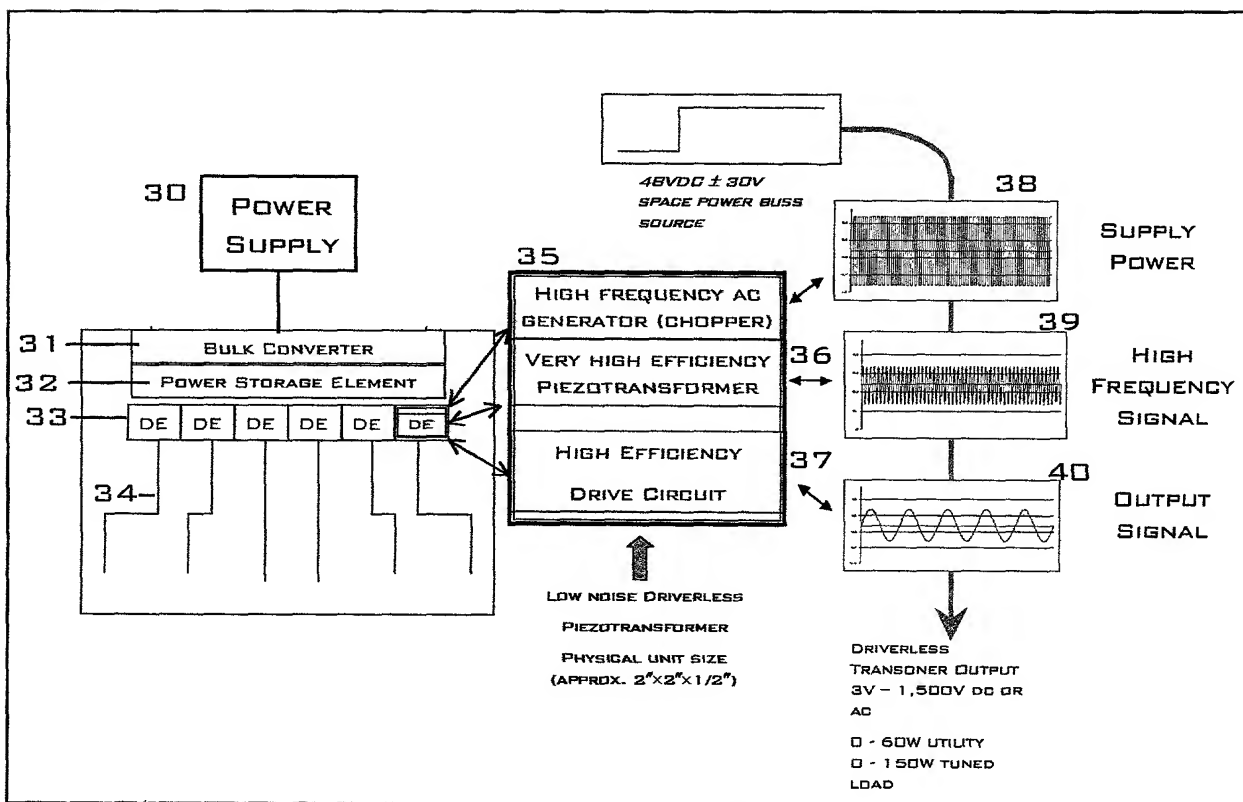 30
POWER
SUPPLY
31
BULK CONVERTER
32
POWER STORAGE ELEMENT
33
DE DE DE DE DE DE
34
35
HIGH FREQUENCY AC
GENERATOR (CHOPPER)
VERY HIGH EFFICIENCY
PIEZOTRANSFORMER
HIGH EFFICIENCY
DRIVE CIRCUIT
LOW NOISE DRIVERLESS
PIEZOTRANSFORMER
PHYSICAL UNIT SIZE
(APPROX. 2"×2"×1/2")
48VDC ± 30V
SPACE POWER BUSS
SOURCE
38
SUPPLY
POWER
36
39
HIGH
FREQUENCY
SIGNAL
37
40
OUTPUT
SIGNAL
DRIVERLESS
TRANSONER OUTPUT
3V – 1,500V DC OR
AC
0 - 60W UTILITY
0 - 150W TUNED
LOAD